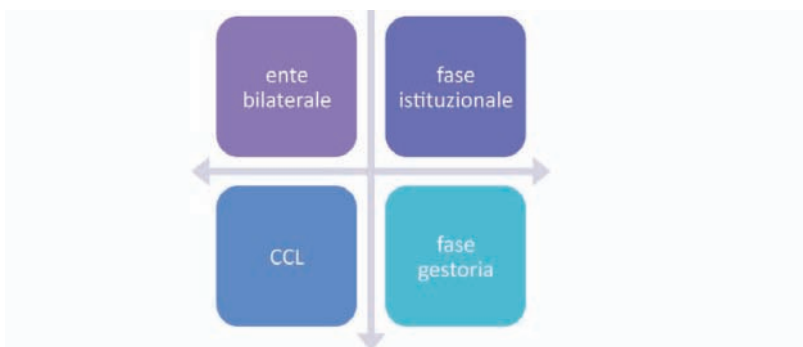 ente
bilaterale
fase
istituzionale
CCL
fase
gestoria